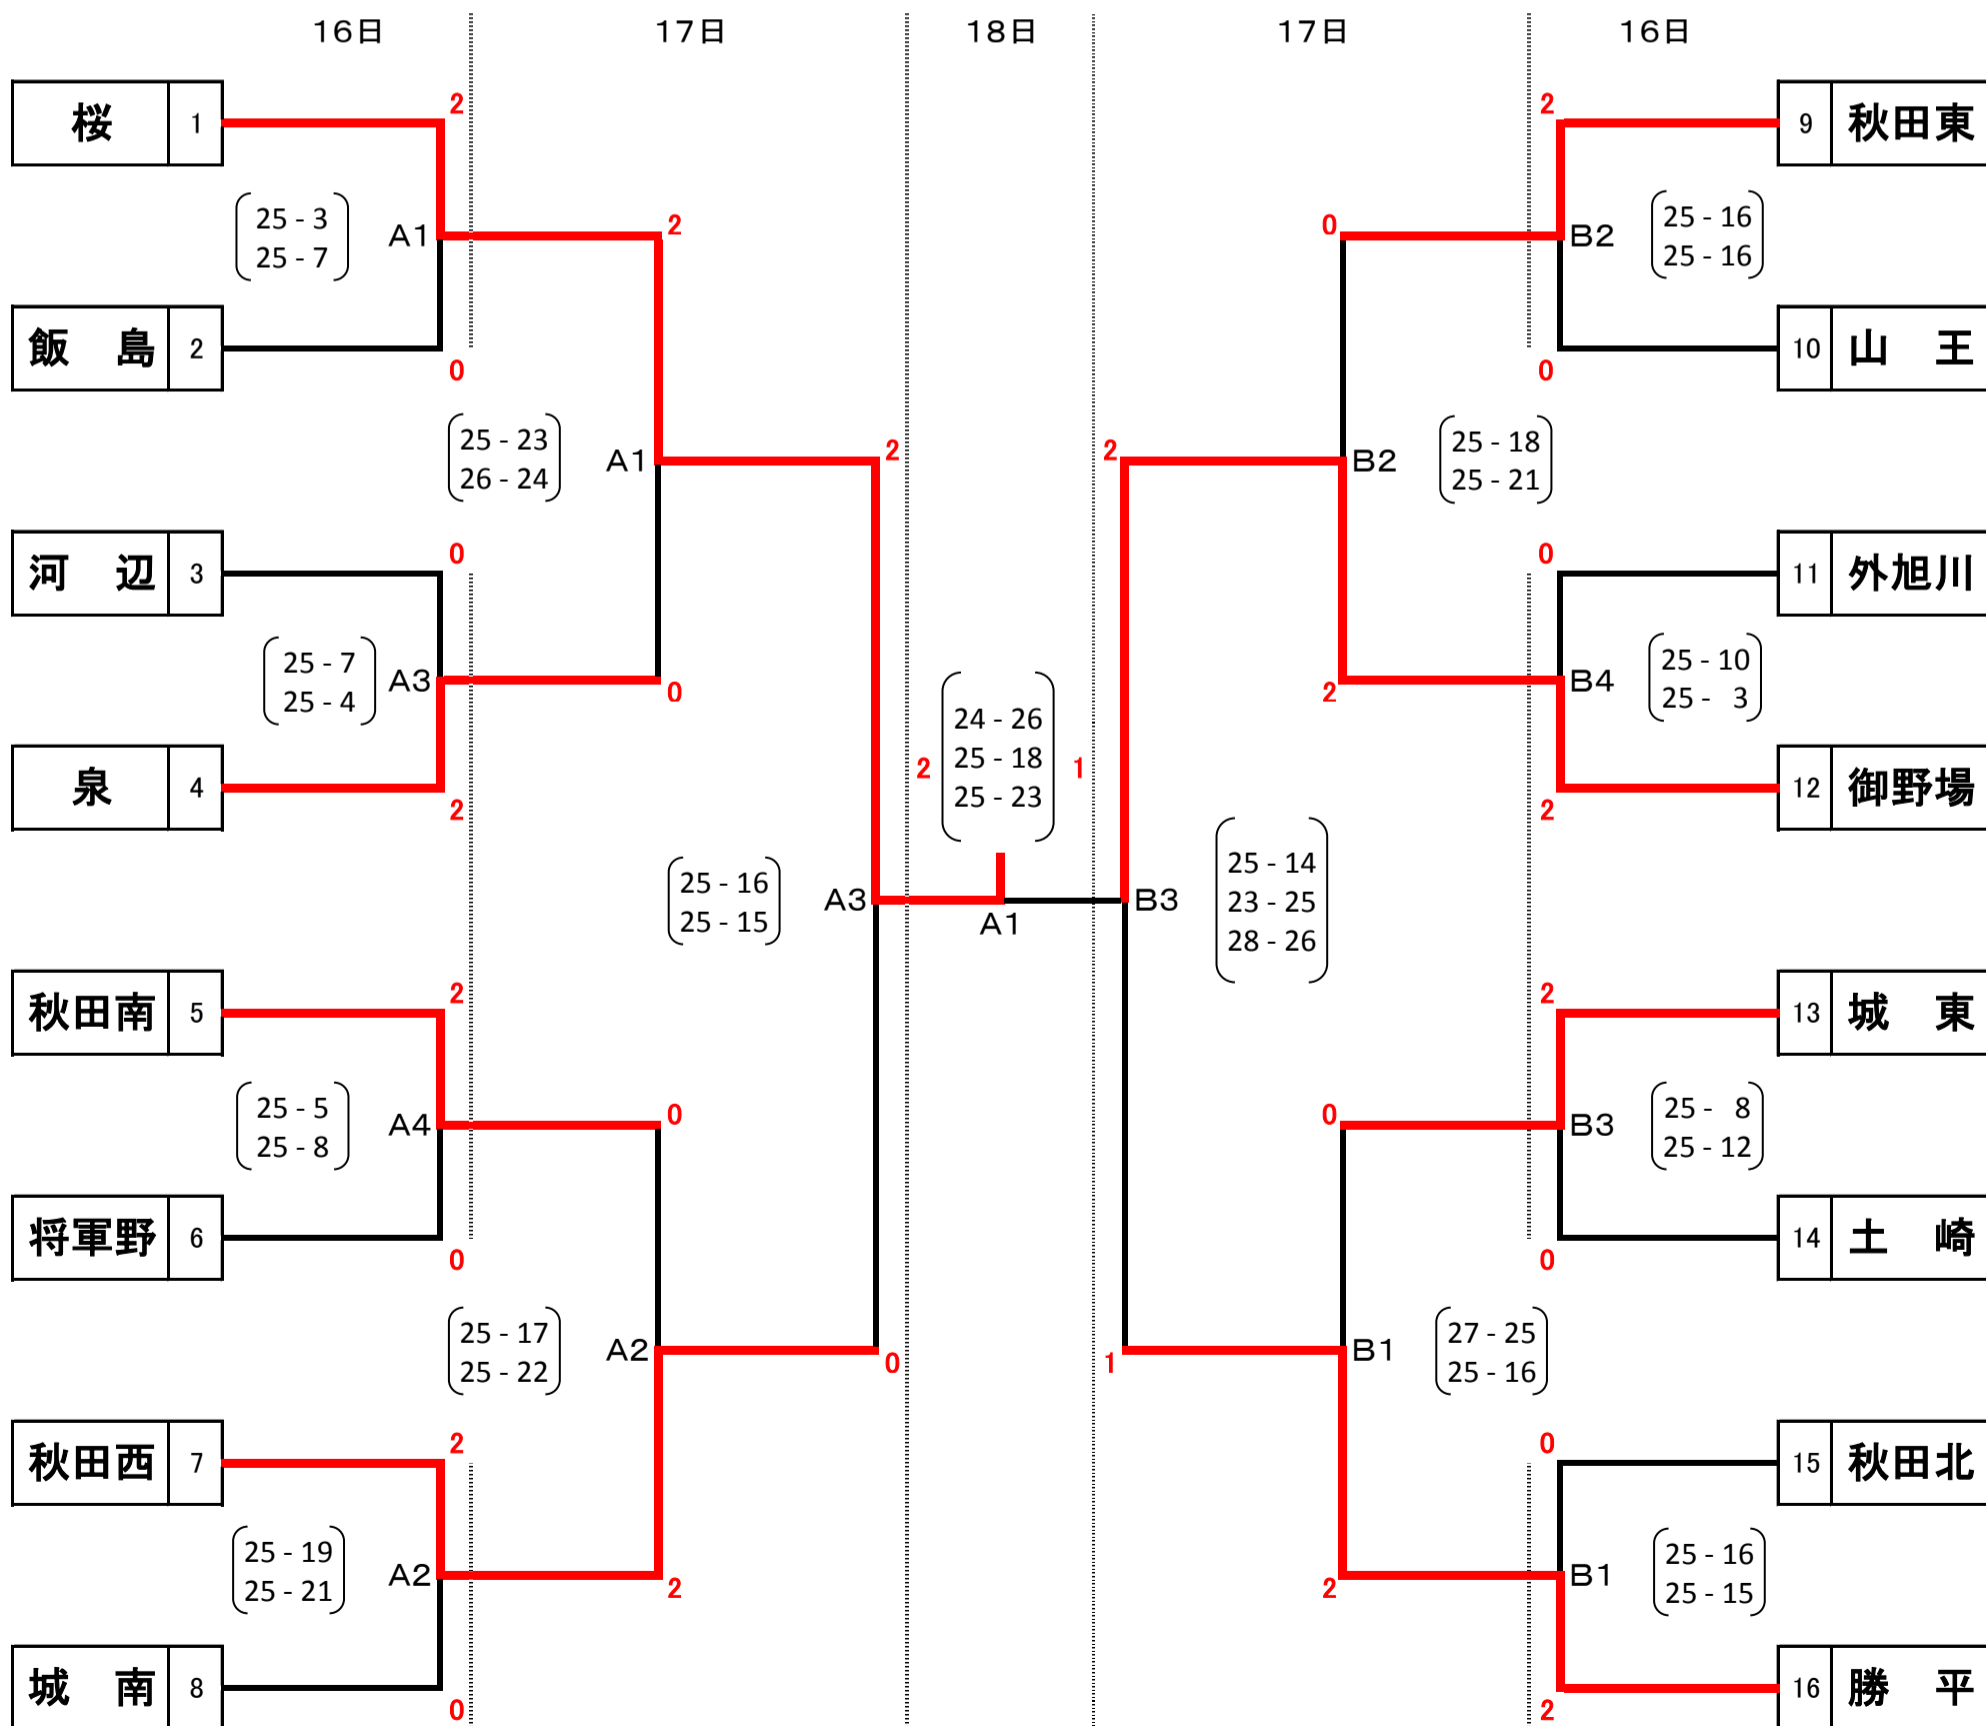 16日 17日 18日 17日 16日
2 2
桜 1 9 秋田東
25 - 3 25 - 16
2 0
A1 B2
25 - 7 25 - 16
飯 島 2 10 山 王
0 0
25 - 23 25 - 18
2 2
A1 B2
26 - 24 25 - 21
0 0
河 辺 3 11 外旭川
25 - 7 25 - 10
A3 B4
0 2
25 - 4 25 - 3
24 - 26
25 - 18
2 1
25 - 23
泉 4 12 御野場
2 2
25 - 16 25 - 14
A3 B3
23 - 25
25 - 15 A1
28 - 26
2 2
秋田南 5 13 城 東
25 - 5 25 - 8
0 0
A4 B3
25 - 8 25 - 12
将軍野 6 14 土 崎
0 0
25 - 17 27 - 25
A2 B1
0 1
25 - 22 25 - 16
2 0
秋田西 7 15 秋田北
25 - 19 25 - 16
A2 B1
2 2
25 - 21 25 - 15
城 南 8 16 勝 平
0 2